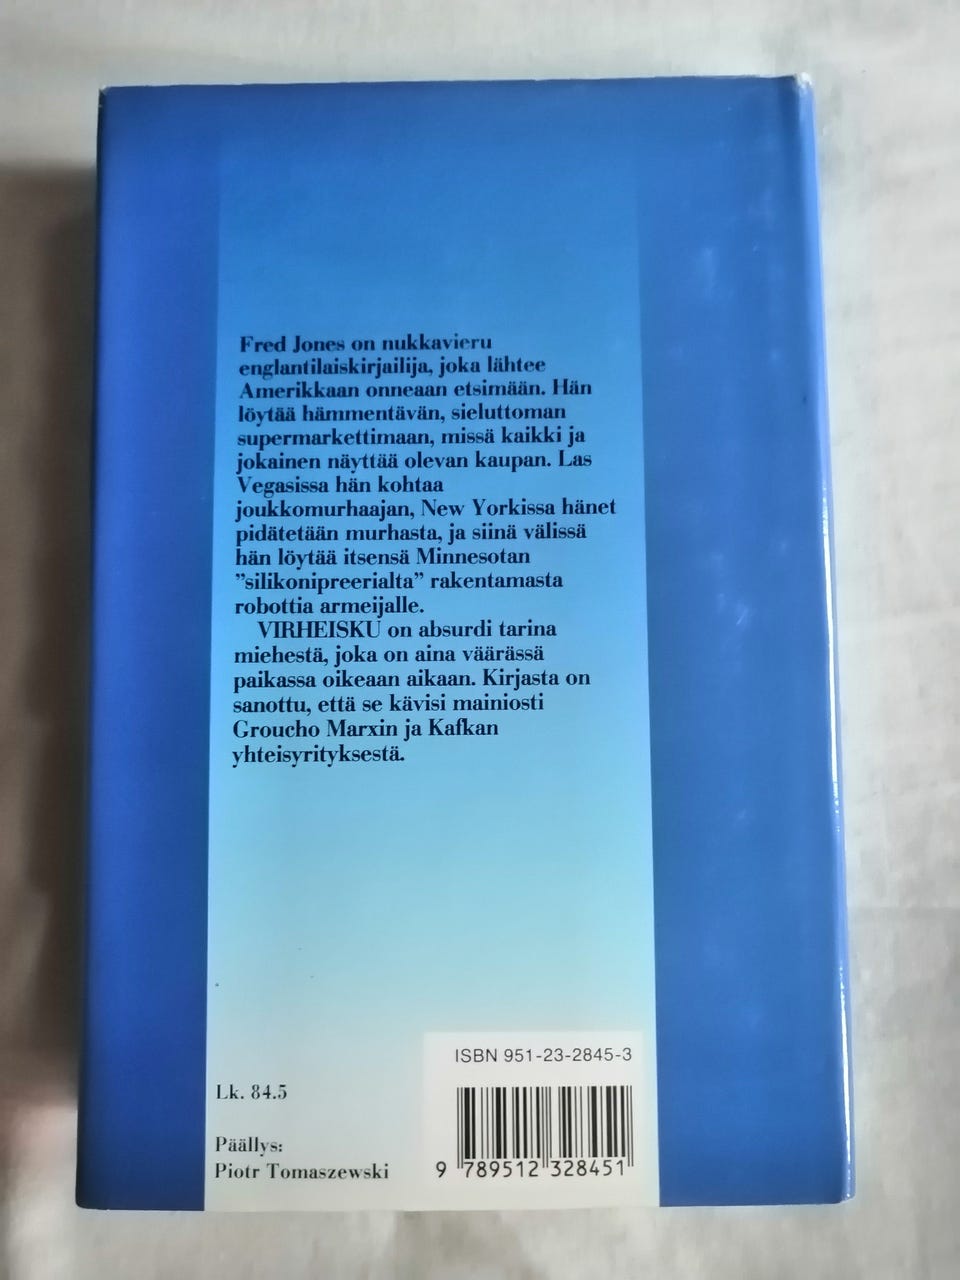 Fred Jones on nukkavieru
englantilaiskirjailija, joka lähtee
Amerikkaan onneaan etsimään. Hän
löytää hämmentävän, sieluttoman
supermarkettimaan, missä kaikki ja
jokainen näyttää olevan kaupan. Las
Vegasissa hän kohtaa
joukkomurhaajan, New Yorkissa hänet
pidätetään murhasta, ja siinä välissä
hän löytää itsensä Minnesotan
”silikonipreerialta” rakentamasta
robottia armeijalle.
VIRHEISKU on absurdi tarina
miehestä, joka on aina väärässä
paikassa oikeaan aikaan. Kirjasta on
sanottu, että se kävisi mainiosti
Groucho Marxin ja Kafkan
yhteisyrityksestä.
ISBN 951-23-2845-3
Lk. 84.5
Päällys:
Piotr Tomaszewski
9 789512 328451